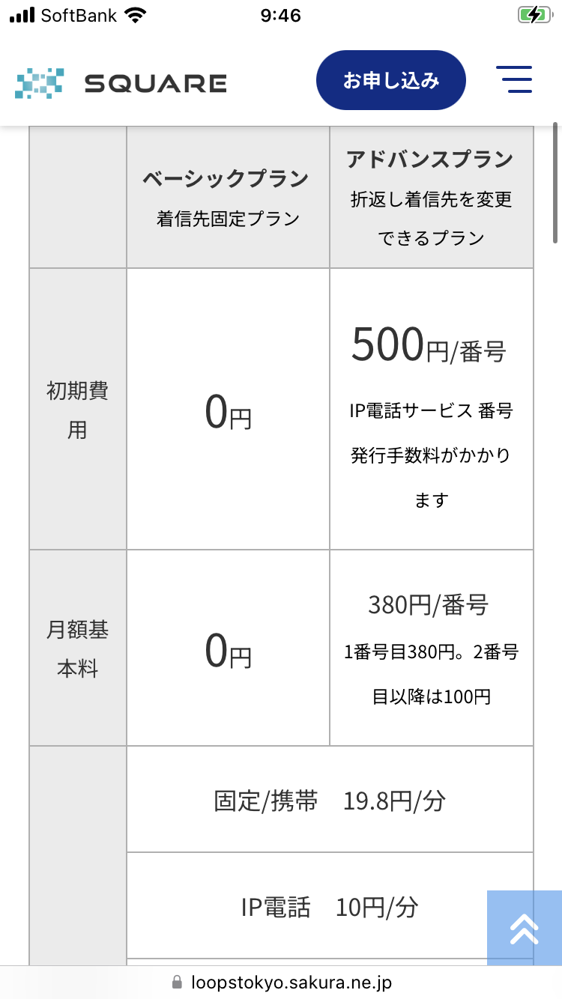 SoftBank 9:46
SQUARE お申し込み
ベーシックプラン
着信先固定プラン
アドバンスプラン
折返し着信先を変更
できるプラン
初期費
用
0円
500円/番号
IP電話サービス 番号
発行手数料がかかり
ます
月額基
本料
0円
380円/番号
1番号目380円。2番号
目以降は100円
固定/携帯 19.8円/分
IP電話 10円/分
loopstokyo.sakura.ne.jp